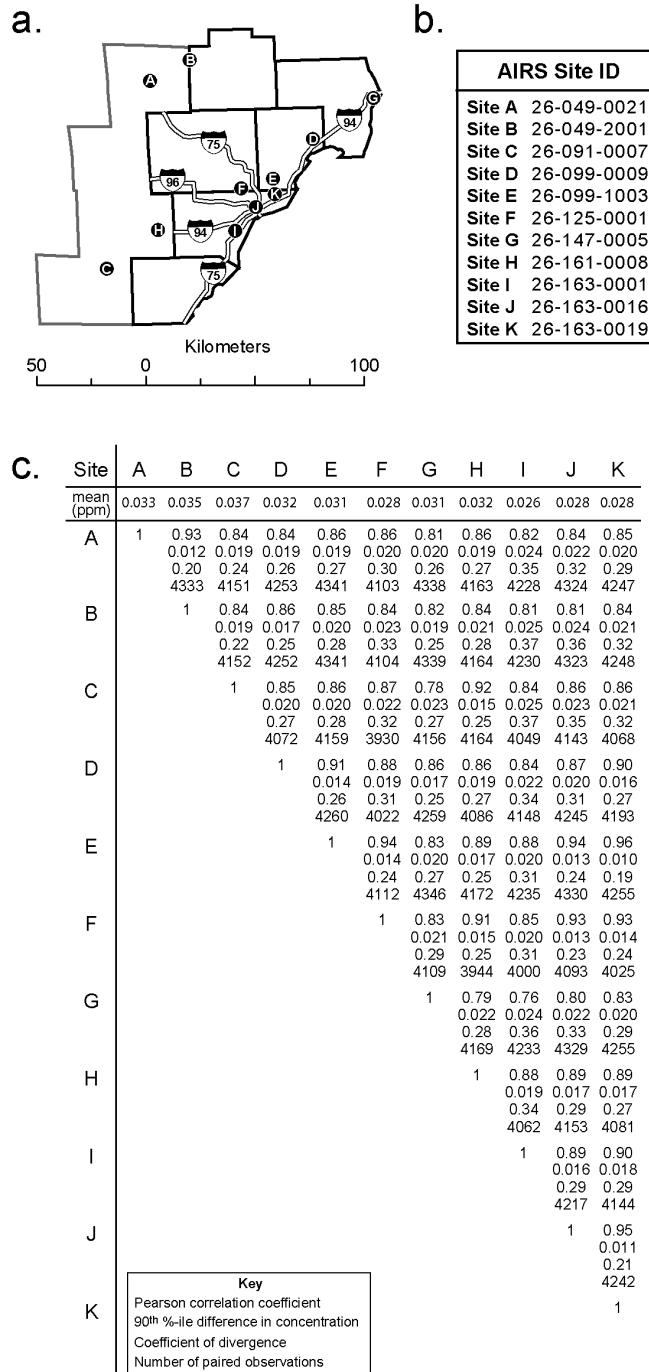 a.
B
A
G
75
D
94
96
E
F
K
J
H
94
I
C
75
Kilometers
50 0 100
b.
AIRS Site ID
Site A 26-049-0021
Site B 26-049-2001
Site C 26-091-0007
Site D 26-099-0009
Site E 26-099-1003
Site F 26-125-0001
Site G 26-147-0005
Site H 26-161-0008
Site I 26-163-0001
Site J 26-163-0016
Site K 26-163-0019
c.
Site A B C D E F G H I J K
mean (ppm) 0.033 0.035 0.037 0.032 0.031 0.028 0.031 0.032 0.026 0.028 0.028
A 1 0.93 0.84 0.84 0.86 0.86 0.81 0.86 0.82 0.84 0.85
0.012 0.019 0.019 0.019 0.020 0.020 0.019 0.024 0.022 0.020
0.20 0.24 0.26 0.27 0.30 0.26 0.27 0.35 0.32 0.29
4333 4151 4253 4341 4103 4338 4163 4228 4324 4247
B 1 0.84 0.86 0.85 0.84 0.82 0.84 0.81 0.81 0.84
0.019 0.017 0.020 0.023 0.019 0.021 0.025 0.024 0.021
0.22 0.25 0.28 0.33 0.25 0.28 0.37 0.36 0.32
4152 4252 4341 4104 4339 4164 4230 4323 4248
C 1 0.85 0.86 0.87 0.78 0.92 0.84 0.86 0.86
0.020 0.020 0.022 0.023 0.015 0.025 0.023 0.021
0.27 0.28 0.32 0.27 0.25 0.37 0.35 0.32
4072 4159 3930 4156 4164 4049 4143 4068
D 1 0.91 0.88 0.86 0.86 0.84 0.87 0.90
0.014 0.019 0.017 0.019 0.022 0.020 0.016
0.26 0.31 0.25 0.27 0.34 0.31 0.27
4260 4022 4259 4086 4148 4245 4193
E 1 0.94 0.83 0.89 0.88 0.94 0.96
0.014 0.020 0.017 0.020 0.013 0.010
0.24 0.27 0.25 0.31 0.24 0.19
4112 4346 4172 4235 4330 4255
F 1 0.83 0.91 0.85 0.93 0.93
0.021 0.015 0.020 0.013 0.014
0.29 0.25 0.31 0.23 0.24
4109 3944 4000 4093 4025
G 1 0.79 0.76 0.80 0.83
0.022 0.024 0.022 0.020
0.28 0.36 0.33 0.29
4169 4233 4329 4255
H 1 0.88 0.89 0.89
0.019 0.017 0.017
0.34 0.29 0.27
4062 4153 4081
I 1 0.89 0.90
0.016 0.018
0.29 0.29
4217 4144
J 1 0.95
0.011
0.21
4242
K 1
Key
Pearson correlation coefficient
90th %-ile difference in concentration
Coefficient of divergence
Number of paired observations